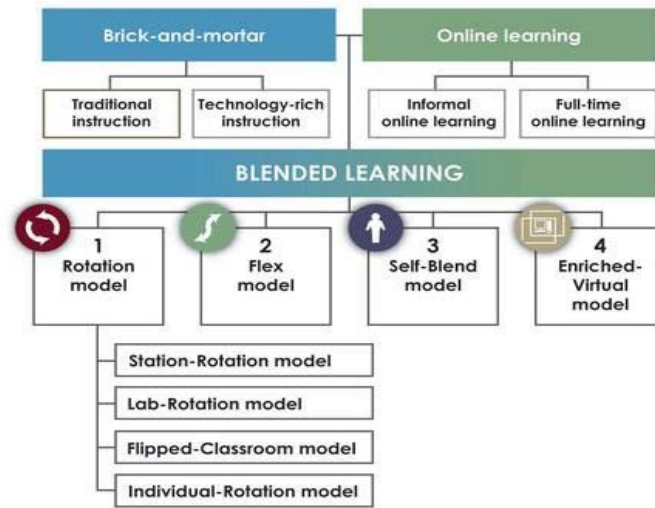 Brick-and-mortar
Online learning
Traditional
instruction
Technology-rich
instruction
Informal
online learning
Full-time
online learning
BLENDED LEARNING
1
Rotation
model
2
Flex
model
3
Self-Blend
model
4
Enriched-
Virtual
model
Station-Rotation model
Lab-Rotation model
Flipped-Classroom model
Individual-Rotation model